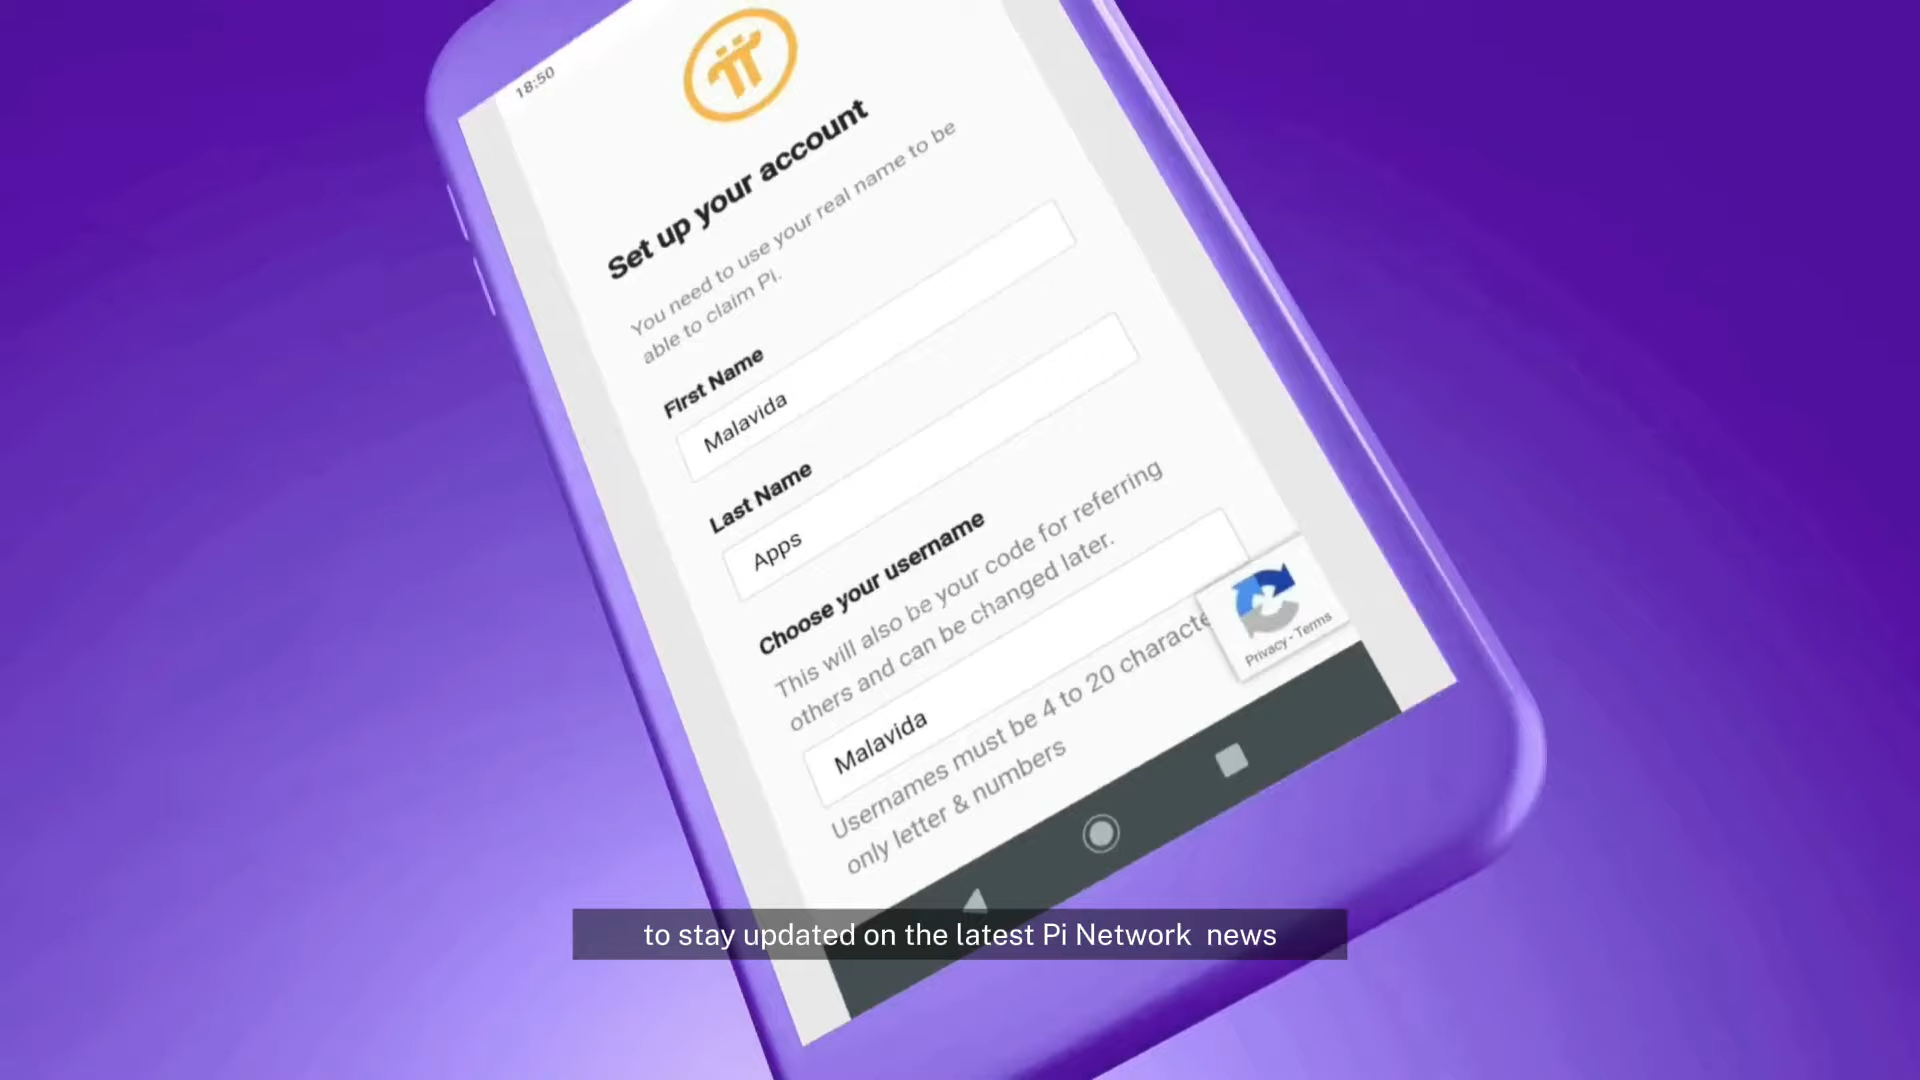 18:50
Set up your account
You need to use your real name to be
able to claim Pi.
First Name
Malavida
Last Name
Apps
Choose your username
This will also be your code for referring
others and can be changed later.
Malavida
Usernames must be 4 to 20 characte
only letter & numbers
Privacy - Terms
to stay updated on the latest Pi Network news